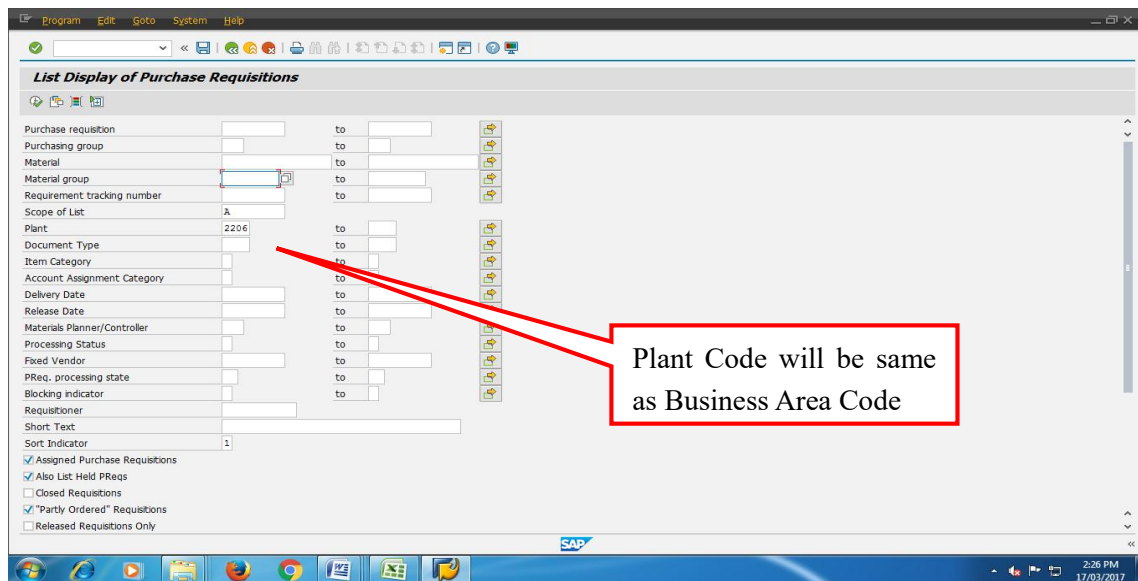 Program Edit Goto System Help
List Display of Purchase Requisitions
Purchase requisition to
Purchasing group to
Material to
Material group to
Requirement tracking number to
Scope of List A
Plant 2206 to
Document Type to
Item Category to
Account Assignment Category to
Delivery Date to
Release Date to
Materials Planner/Controller to
Processing Status to
Fixed Vendor to
PReq. processing state to
Blocking indicator to
Requisitioner
Short Text
Sort Indicator 1
Assigned Purchase Requisitions
Also List Held PReqs
Closed Requisitions
"Partly Ordered" Requisitions
Released Requisitions Only
Plant Code will be same
as Business Area Code
SAP
2:26 PM
17/03/2017